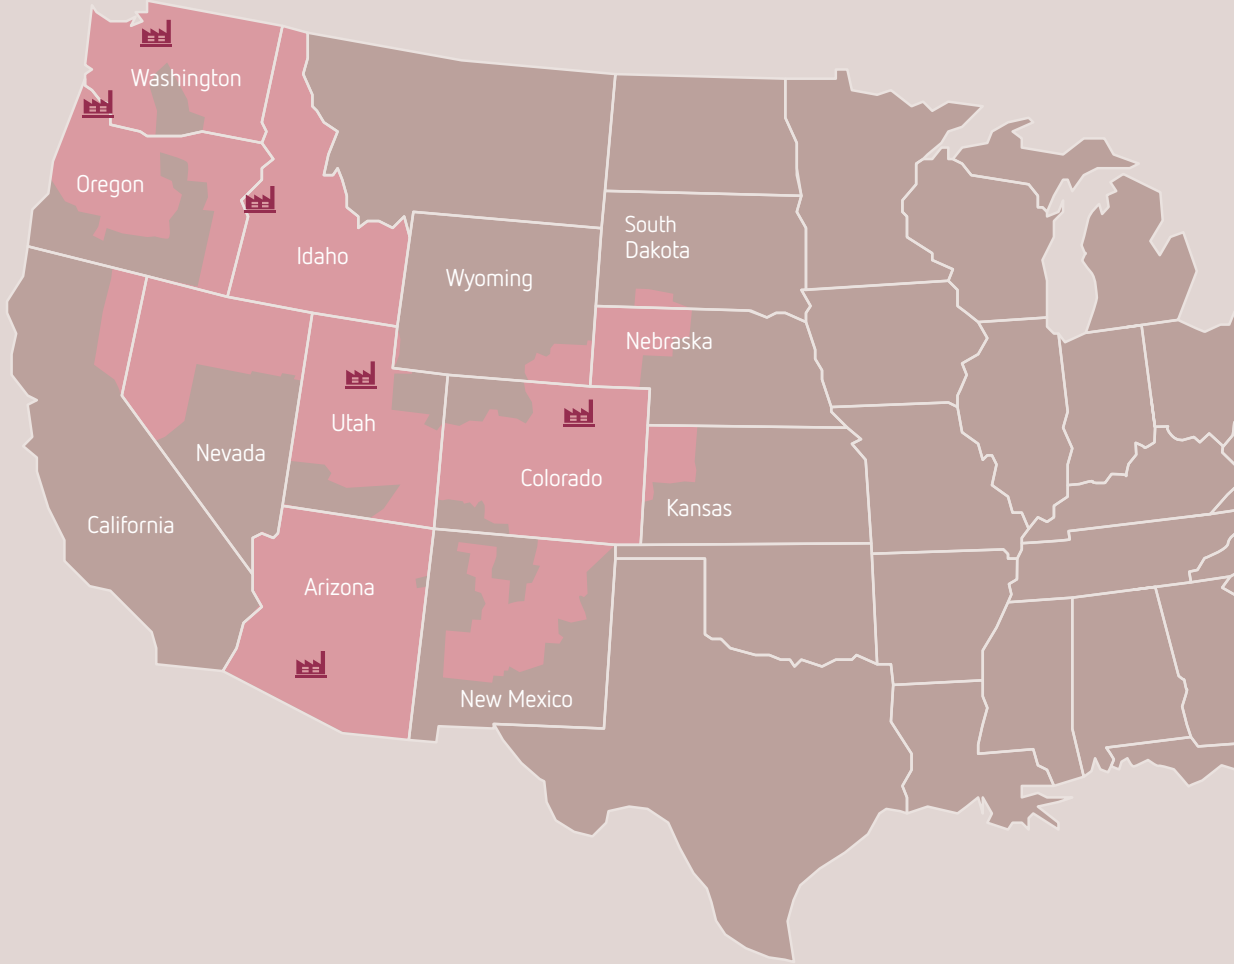 Washington
Oregon
Idaho
Wyoming
South
Dakota
Nebraska
Utah
Nevada
Colorado
California
Kansas
Arizona
New Mexico